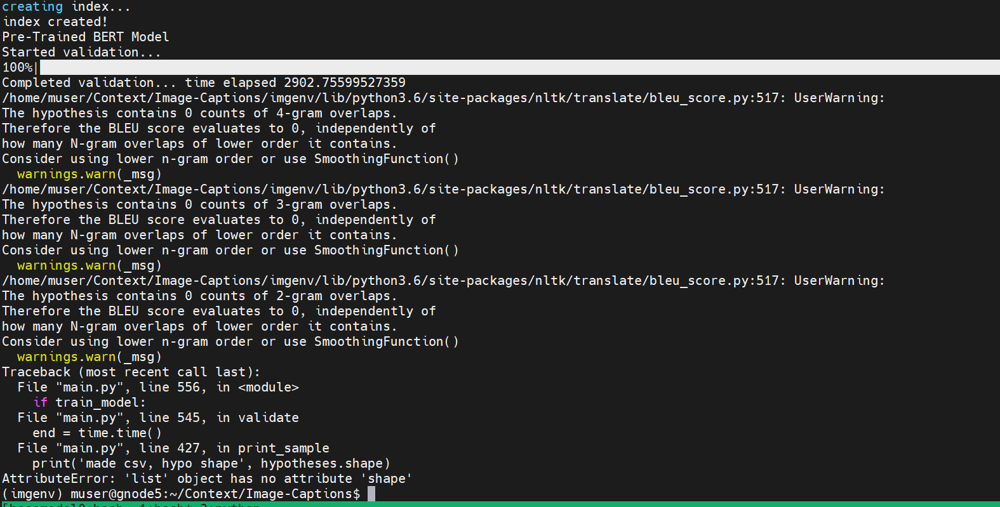 creating index...
index created!
Pre-Trained BERT Model
Started validation...
100%|
Completed validation... time elapsed 2902.75599527359
/home/muser/Context/Image-Captions/imgenv/lib/python3.6/site-packages/nltk/translate/bleu_score.py:517: UserWarning:
The hypothesis contains 0 counts of 4-gram overlaps.
Therefore the BLEU score evaluates to 0, independently of
how many N-gram overlaps of lower order it contains.
Consider using lower n-gram order or use SmoothingFunction()
  warnings.warn(_msg)
/home/muser/Context/Image-Captions/imgenv/lib/python3.6/site-packages/nltk/translate/bleu_score.py:517: UserWarning:
The hypothesis contains 0 counts of 3-gram overlaps.
Therefore the BLEU score evaluates to 0, independently of
how many N-gram overlaps of lower order it contains.
Consider using lower n-gram order or use SmoothingFunction()
  warnings.warn(_msg)
/home/muser/Context/Image-Captions/imgenv/lib/python3.6/site-packages/nltk/translate/bleu_score.py:517: UserWarning:
The hypothesis contains 0 counts of 2-gram overlaps.
Therefore the BLEU score evaluates to 0, independently of
how many N-gram overlaps of lower order it contains.
Consider using lower n-gram order or use SmoothingFunction()
  warnings.warn(_msg)
Traceback (most recent call last):
  File "main.py", line 556, in <module>
    if train_model:
  File "main.py", line 545, in validate
    end = time.time()
  File "main.py", line 427, in print_sample
    print('made csv, hypo shape', hypotheses.shape)
AttributeError: 'list' object has no attribute 'shape'
(imgenv) muser@gnode5:~/Context/Image-Captions$